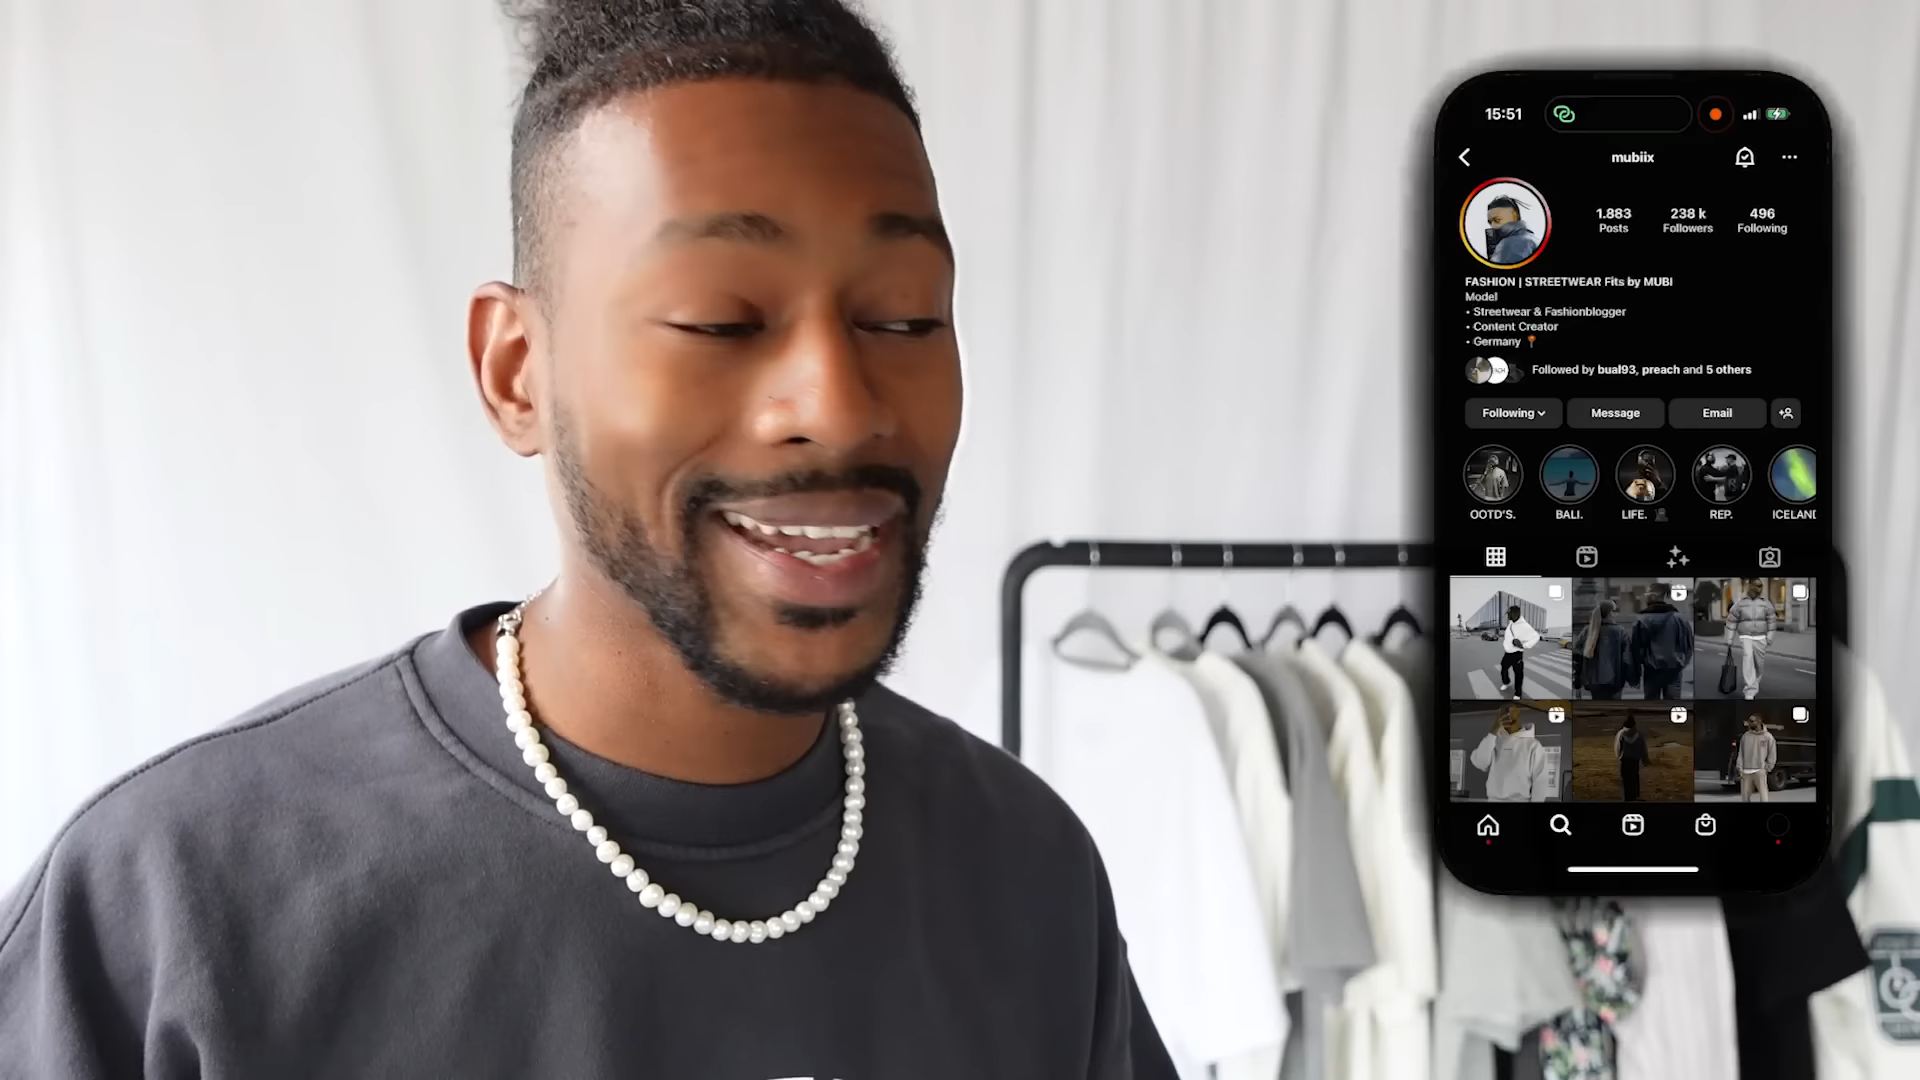 15:51
mubiix
1.883 238 k 496
Posts Followers Following
FASHION | STREETWEAR Fits by MUBI
Model
• Streetwear & Fashionblogger
• Content Creator
• Germany
Followed by bual93, preach and 5 others
Following Message Email
OOTD'S. BALI. LIFE. REP. ICELAND